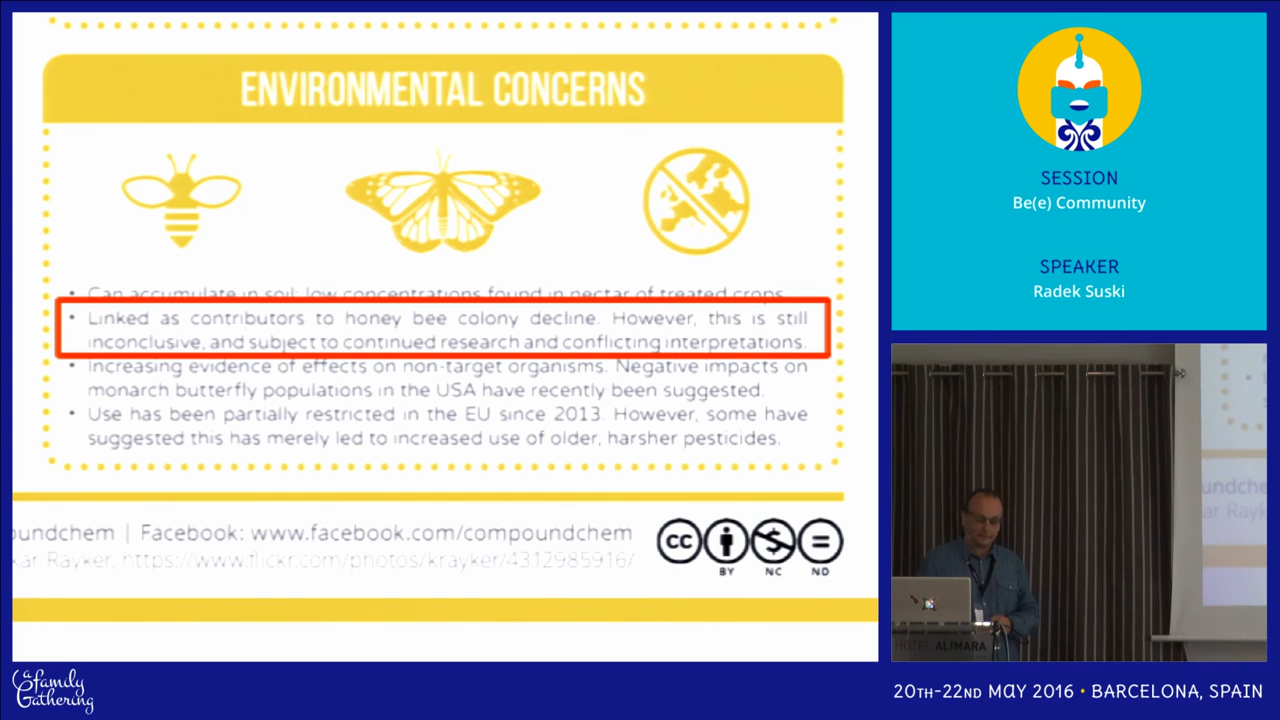 ENVIRONMENTAL CONCERNS
• Can accumulate in soil; low concentrations found in nectar of treated crops.
• Linked as contributors to honey bee colony decline. However, this is still
inconclusive, and subject to continued research and conflicting interpretations.
• Increasing evidence of effects on non-target organisms. Negative impacts on
monarch butterfly populations in the USA have recently been suggested.
• Use has been partially restricted in the EU since 2013. However, some have
suggested this has merely led to increased use of older, harsher pesticides.
oundchem | Facebook: www.facebook.com/compoundchem
kar Rayker, https://www.flickr.com/photos/krayker/4312985916/
CC
BY NC ND
SESSION
Be(e) Community
SPEAKER
Radek Suski
undche
ar Rayk
HOTEL ALIMARA
a family
Gathering
20TH-22ND MAY 2016 • BARCELONA, SPAIN